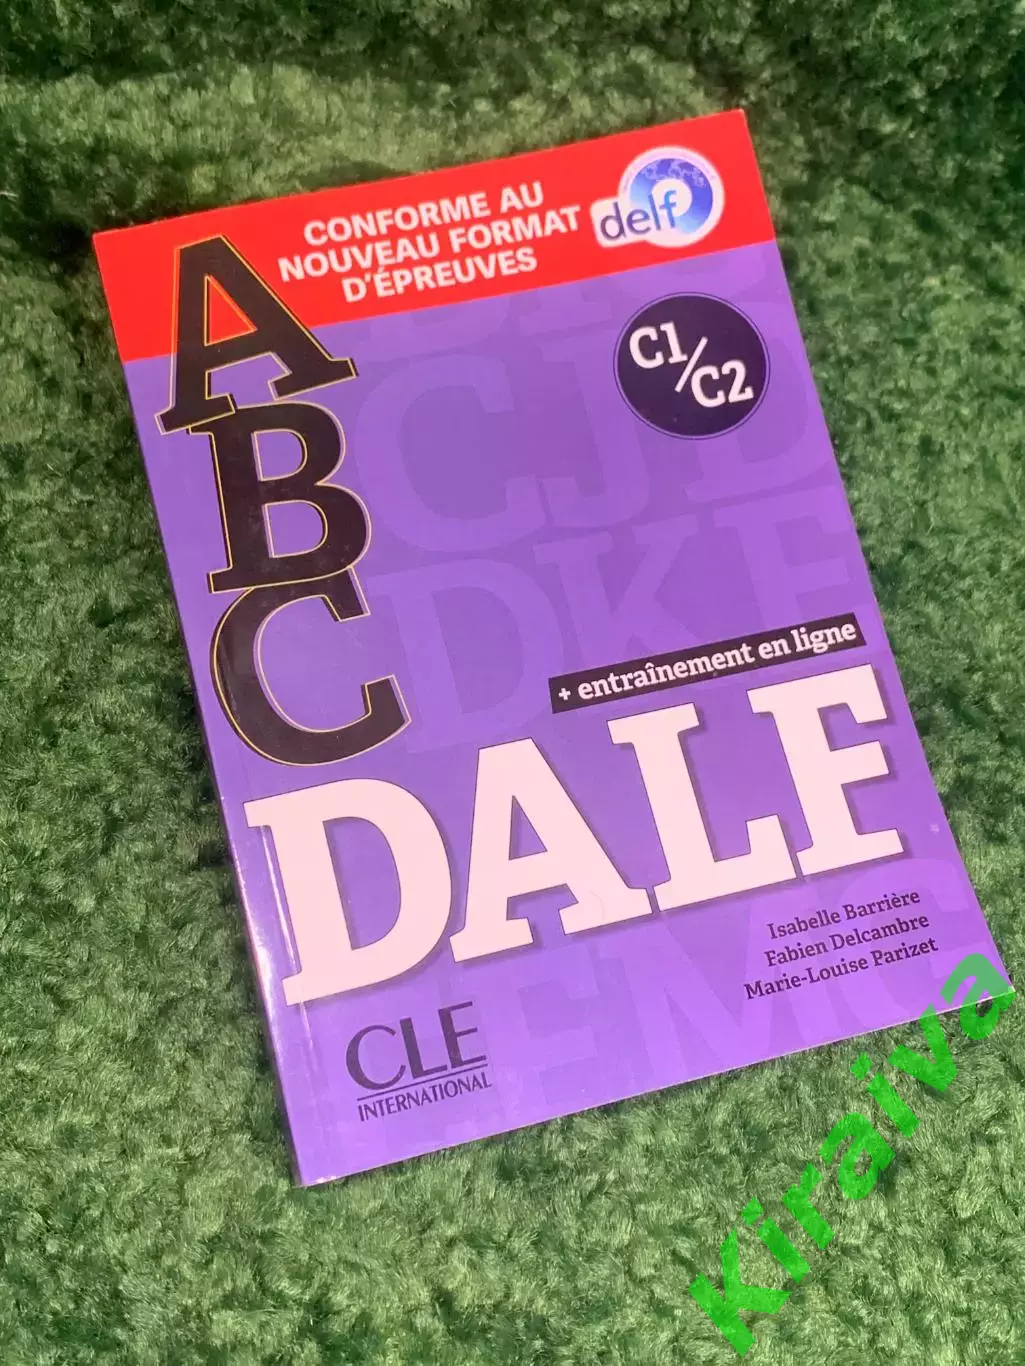 CONFORME AU
NOUVEAU FORMAT
D'ÉPREUVES
delf
C1/C2
ABC
+ entraînement en ligne
DALF
Isabelle Barrière
Fabien Delcambre
Marie-Louise Parizet
CLE
INTERNATIONAL
Kiraiva